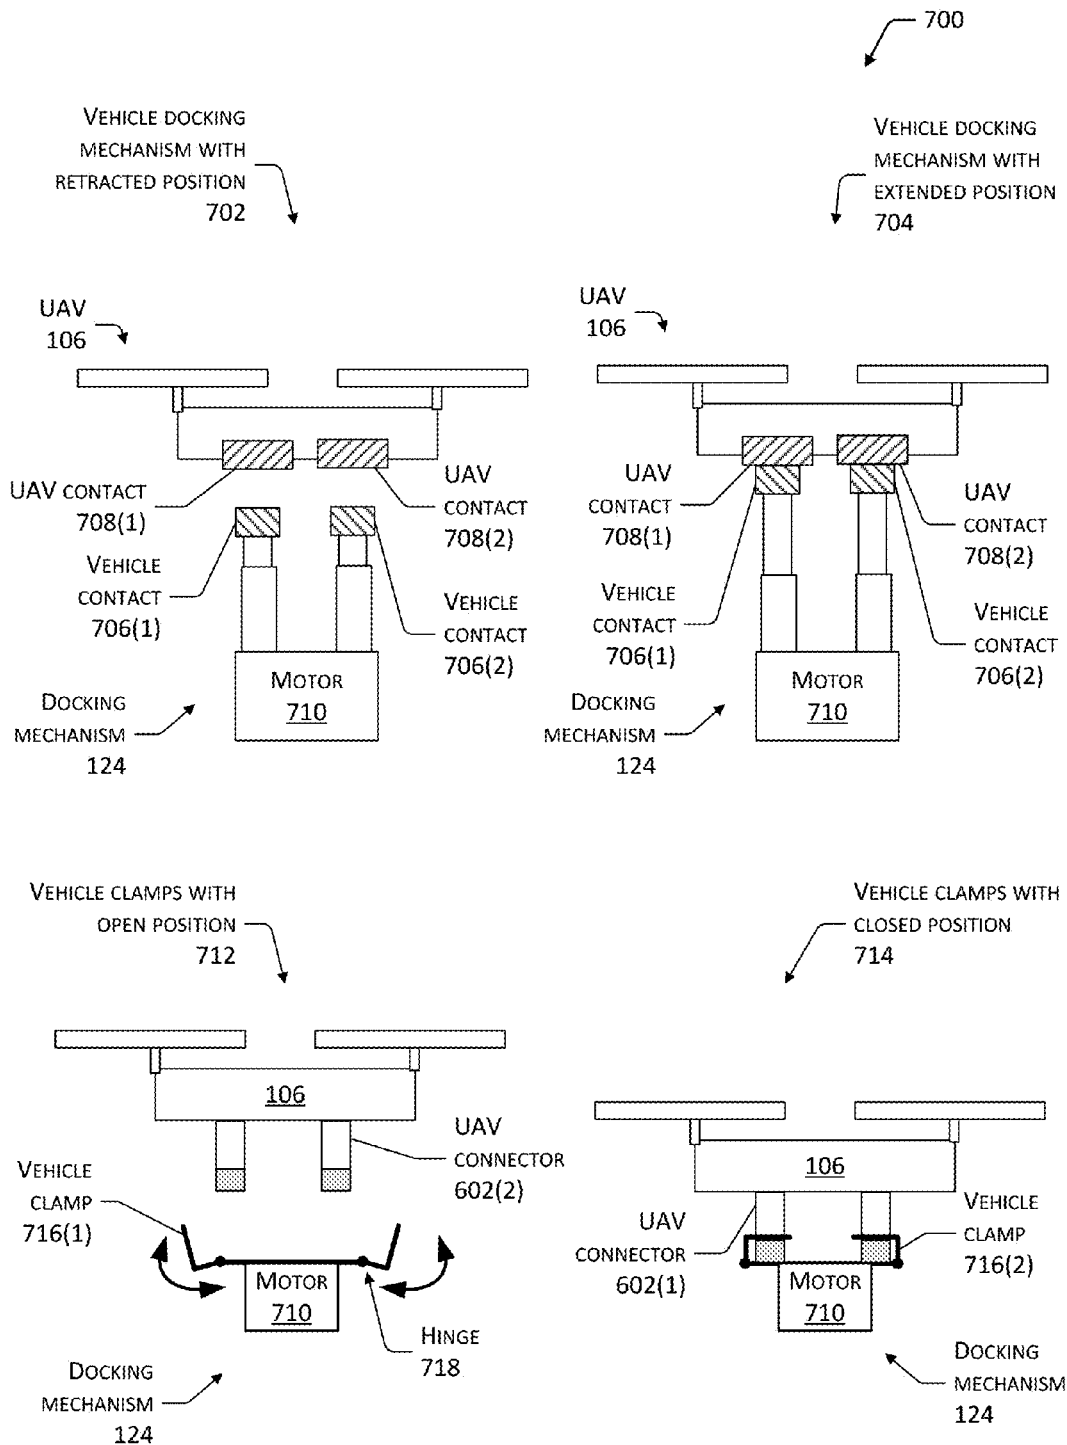 700
Vehicle docking
mechanism with
retracted position
702
Vehicle docking
mechanism with
extended position
704
UAV
106
UAV contact
708(1)
UAV
contact
708(2)
Vehicle
contact
706(1)
Vehicle
contact
706(2)
Motor
710
Docking
mechanism
124
UAV
106
UAV
contact
708(1)
UAV
contact
708(2)
Vehicle
contact
706(1)
Vehicle
contact
706(2)
Motor
710
Docking
mechanism
124
Vehicle clamps with
open position
712
106
UAV
connector
602(2)
Vehicle
clamp
716(1)
Motor
710
Hinge
718
Docking
mechanism
124
Vehicle clamps with
closed position
714
106
UAV
connector
602(1)
Vehicle
clamp
716(2)
Motor
710
Docking
mechanism
124